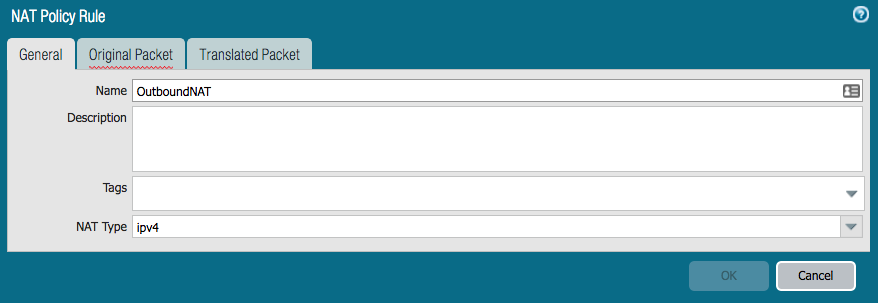 NAT Policy Rule
General
Original Packet
Translated Packet
Name
OutboundNAT
Description
Tags
NAT Type
ipv4
OK
Cancel